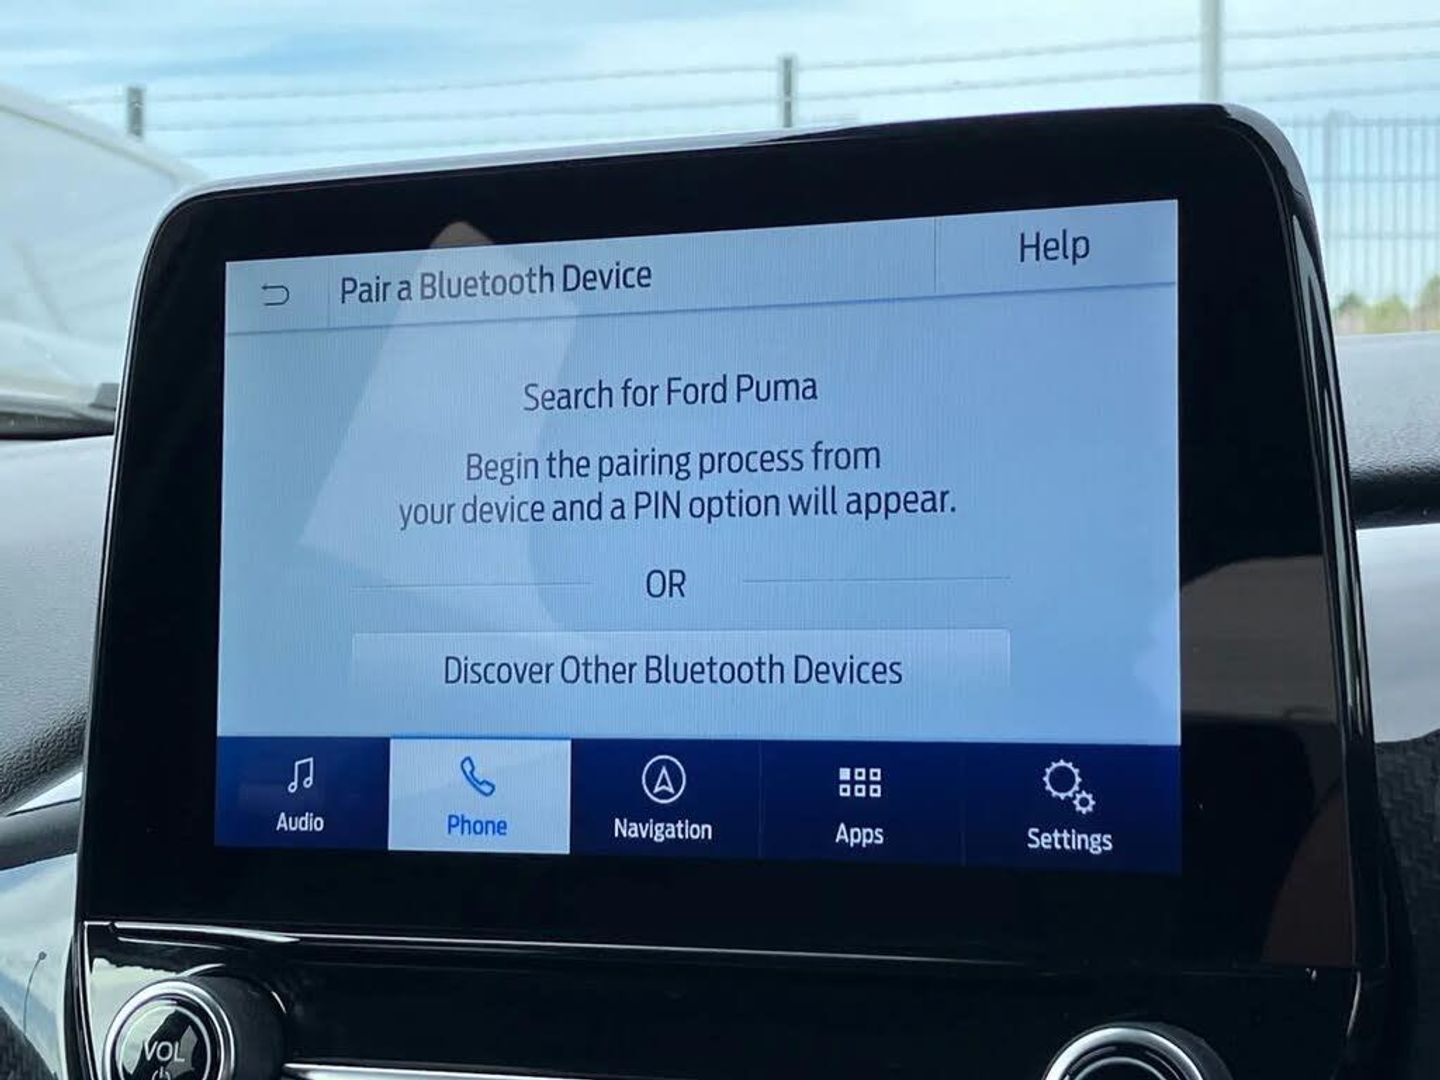 Pair a Bluetooth Device
Help
Search for Ford Puma
Begin the pairing process from
your device and a PIN option will appear.
OR
Discover Other Bluetooth Devices
Audio
Phone
Navigation
Apps
Settings
VOL